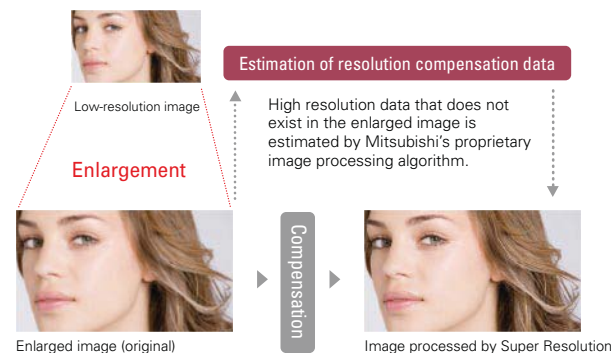 Estimation of resolution compensation data
Low-resolution image
High resolution data that does not
exist in the enlarged image is
estimated by Mitsubishi's proprietary
image processing algorithm.
Enlargement
Compensation
Enlarged image (original)
Image processed by Super Resolution